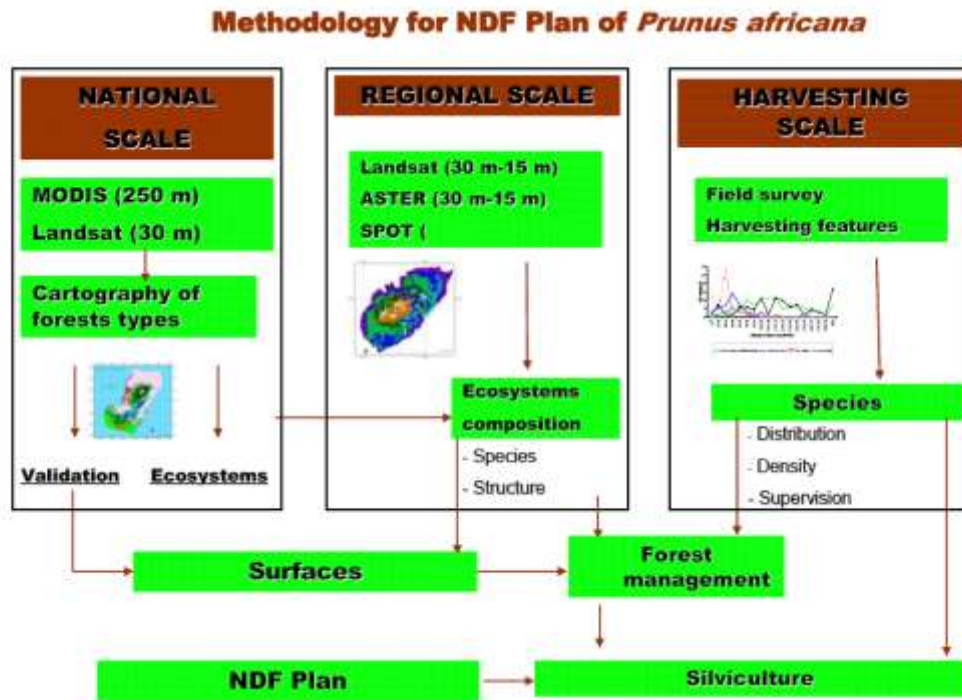 Methodology for NDF Plan of Prunus africana
NATIONAL
SCALE
MODIS (250 m)
Landsat (30 m)
Cartography of
forests types
Validation
Ecosystems
REGIONAL SCALE
Landsat (30 m-15 m)
ASTER (30 m-15 m)
SPOT (
Ecosystems
composition
- Species
- Structure
HARVESTING
SCALE
Field survey
Harvesting features
Species
- Distribution
- Density
- Supervision
Surfaces
Forest
management
NDF Plan
Silviculture